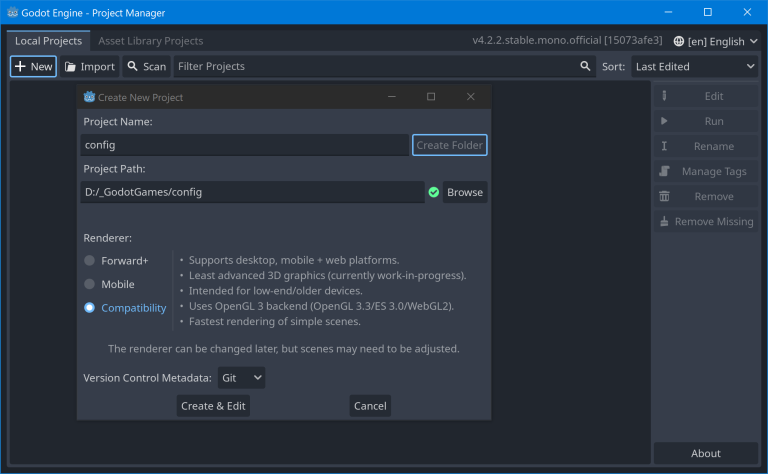 Godot Engine - Project Manager
Local Projects Asset Library Projects v4.2.2.stable.mono.official [15073afe3] [en] English
New Import Scan Filter Projects Sort: Last Edited
Create New Project
Project Name:
config Create Folder
Project Path:
D:/_GodotGames/config Browse
Renderer:
Forward+
Mobile
Compatibility
• Supports desktop, mobile + web platforms.
• Least advanced 3D graphics (currently work-in-progress).
• Intended for low-end/older devices.
• Uses OpenGL 3 backend (OpenGL 3.3/ES 3.0/WebGL2).
• Fastest rendering of simple scenes.
The renderer can be changed later, but scenes may need to be adjusted.
Version Control Metadata: Git
Create & Edit Cancel
Edit
Run
Rename
Manage Tags
Remove
Remove Missing
About